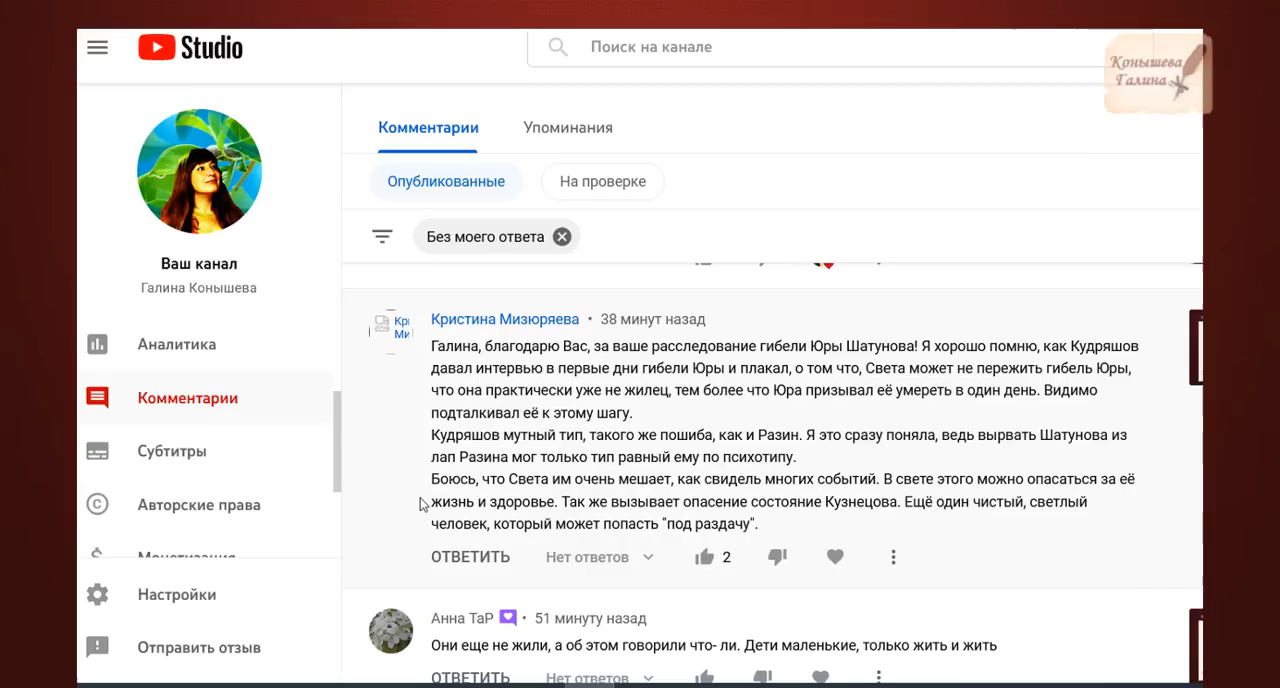 Studio
Поиск на канале
Конышева
Галина
Комментарии
Упоминания
Опубликованные
На проверке
Без моего ответа
Ваш канал
Галина Конышева
Аналитика
Комментарии
Субтитры
Авторские права
Монетизация
Настройки
Отправить отзыв
Кри
Ми
Кристина Мизюряева • 38 минут назад
Галина, благодарю Вас, за ваше расследование гибели Юры Шатунова! Я хорошо помню, как Кудряшов
давал интервью в первые дни гибели Юры и плакал, о том что, Света может не пережить гибель Юры,
что она практически уже не жилец, тем более что Юра призывал её умереть в один день. Видимо
подталкивал её к этому шагу.
Кудряшов мутный тип, такого же пошиба, как и Разин. Я это сразу поняла, ведь вырвать Шатунова из
лап Разина мог только тип равный ему по психотипу.
Боюсь, что Света им очень мешает, как свидель многих событий. В свете этого можно опасаться за её
жизнь и здоровье. Так же вызывает опасение состояние Кузнецова. Ещё один чистый, светлый
человек, который может попасть "под раздачу".
ОТВЕТИТЬ Нет ответов 2
Анна ТаР • 51 минуту назад
Они еще не жили, а об этом говорили что- ли. Дети маленькие, только жить и жить
ОТВЕТИТЬ Нет ответов